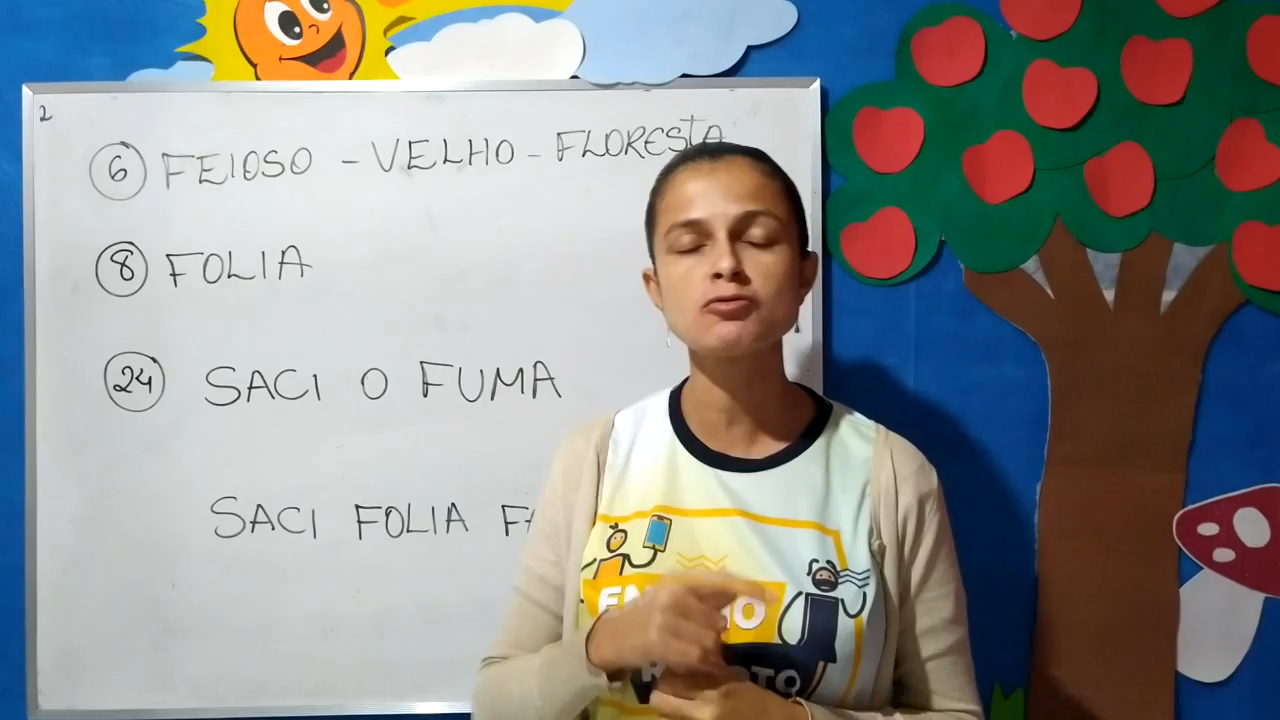 2
6 FEIOSO - VELHO - FLORESTA
8 FOLIA
24 SACI O FUMA
SACI FOLIA